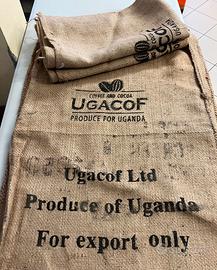 COFFEE AND COCOA
UGACOF
PRODUCE FOR UGANDA
Ugacof Ltd
Produce of Uganda
For export only